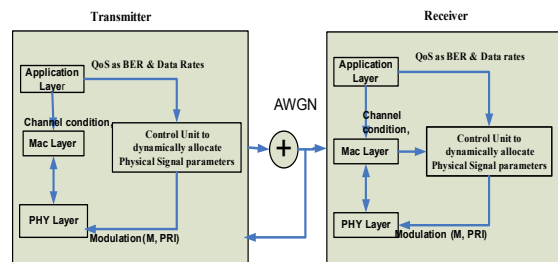 Transmitter
Application
Layer
QoS as BER & Data Rates
Channel condition,
Mac Layer
Control Unit to
dynamically allocate
Physical Signal parameters
PHY Layer
Modulation(M, PRI)
AWGN
+
Receiver
Application
Layer
QoS as BER & Data rates
Channel
condition,
Mac Layer
Control Unit to
dynamically allocate
Physical Signal parameters
PHY Layer
Modulation (M, PRI)